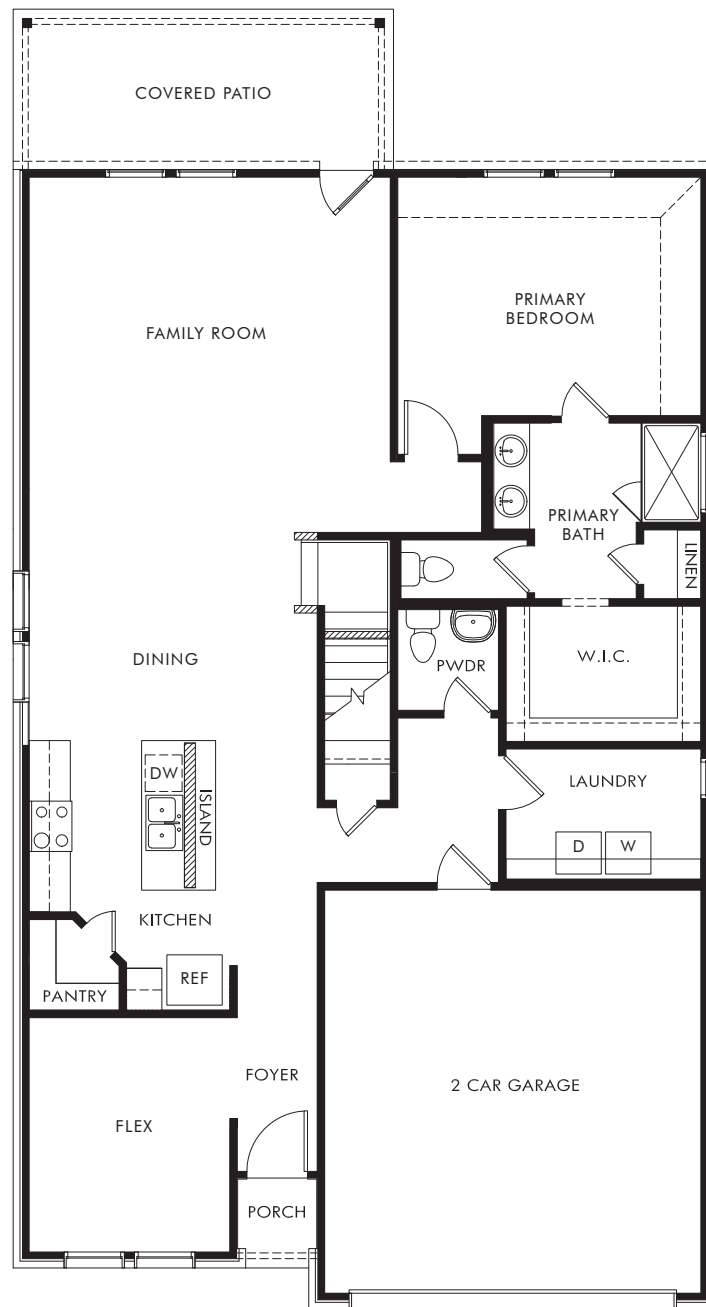 COVERED PATIO
FAMILY ROOM
PRIMARY
BEDROOM
PRIMARY
BATH
LINEN
DINING
PWDR
W.I.C.
DW
ISLAND
LAUNDRY
D
W
KITCHEN
PANTRY
REF
FOYER
2 CAR GARAGE
FLEX
PORCH